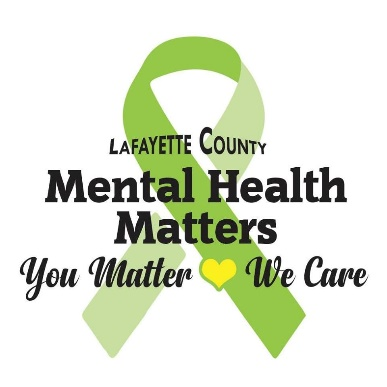 LAFAYETTE COUNTY
Mental Health
Matters
You Matter We Care